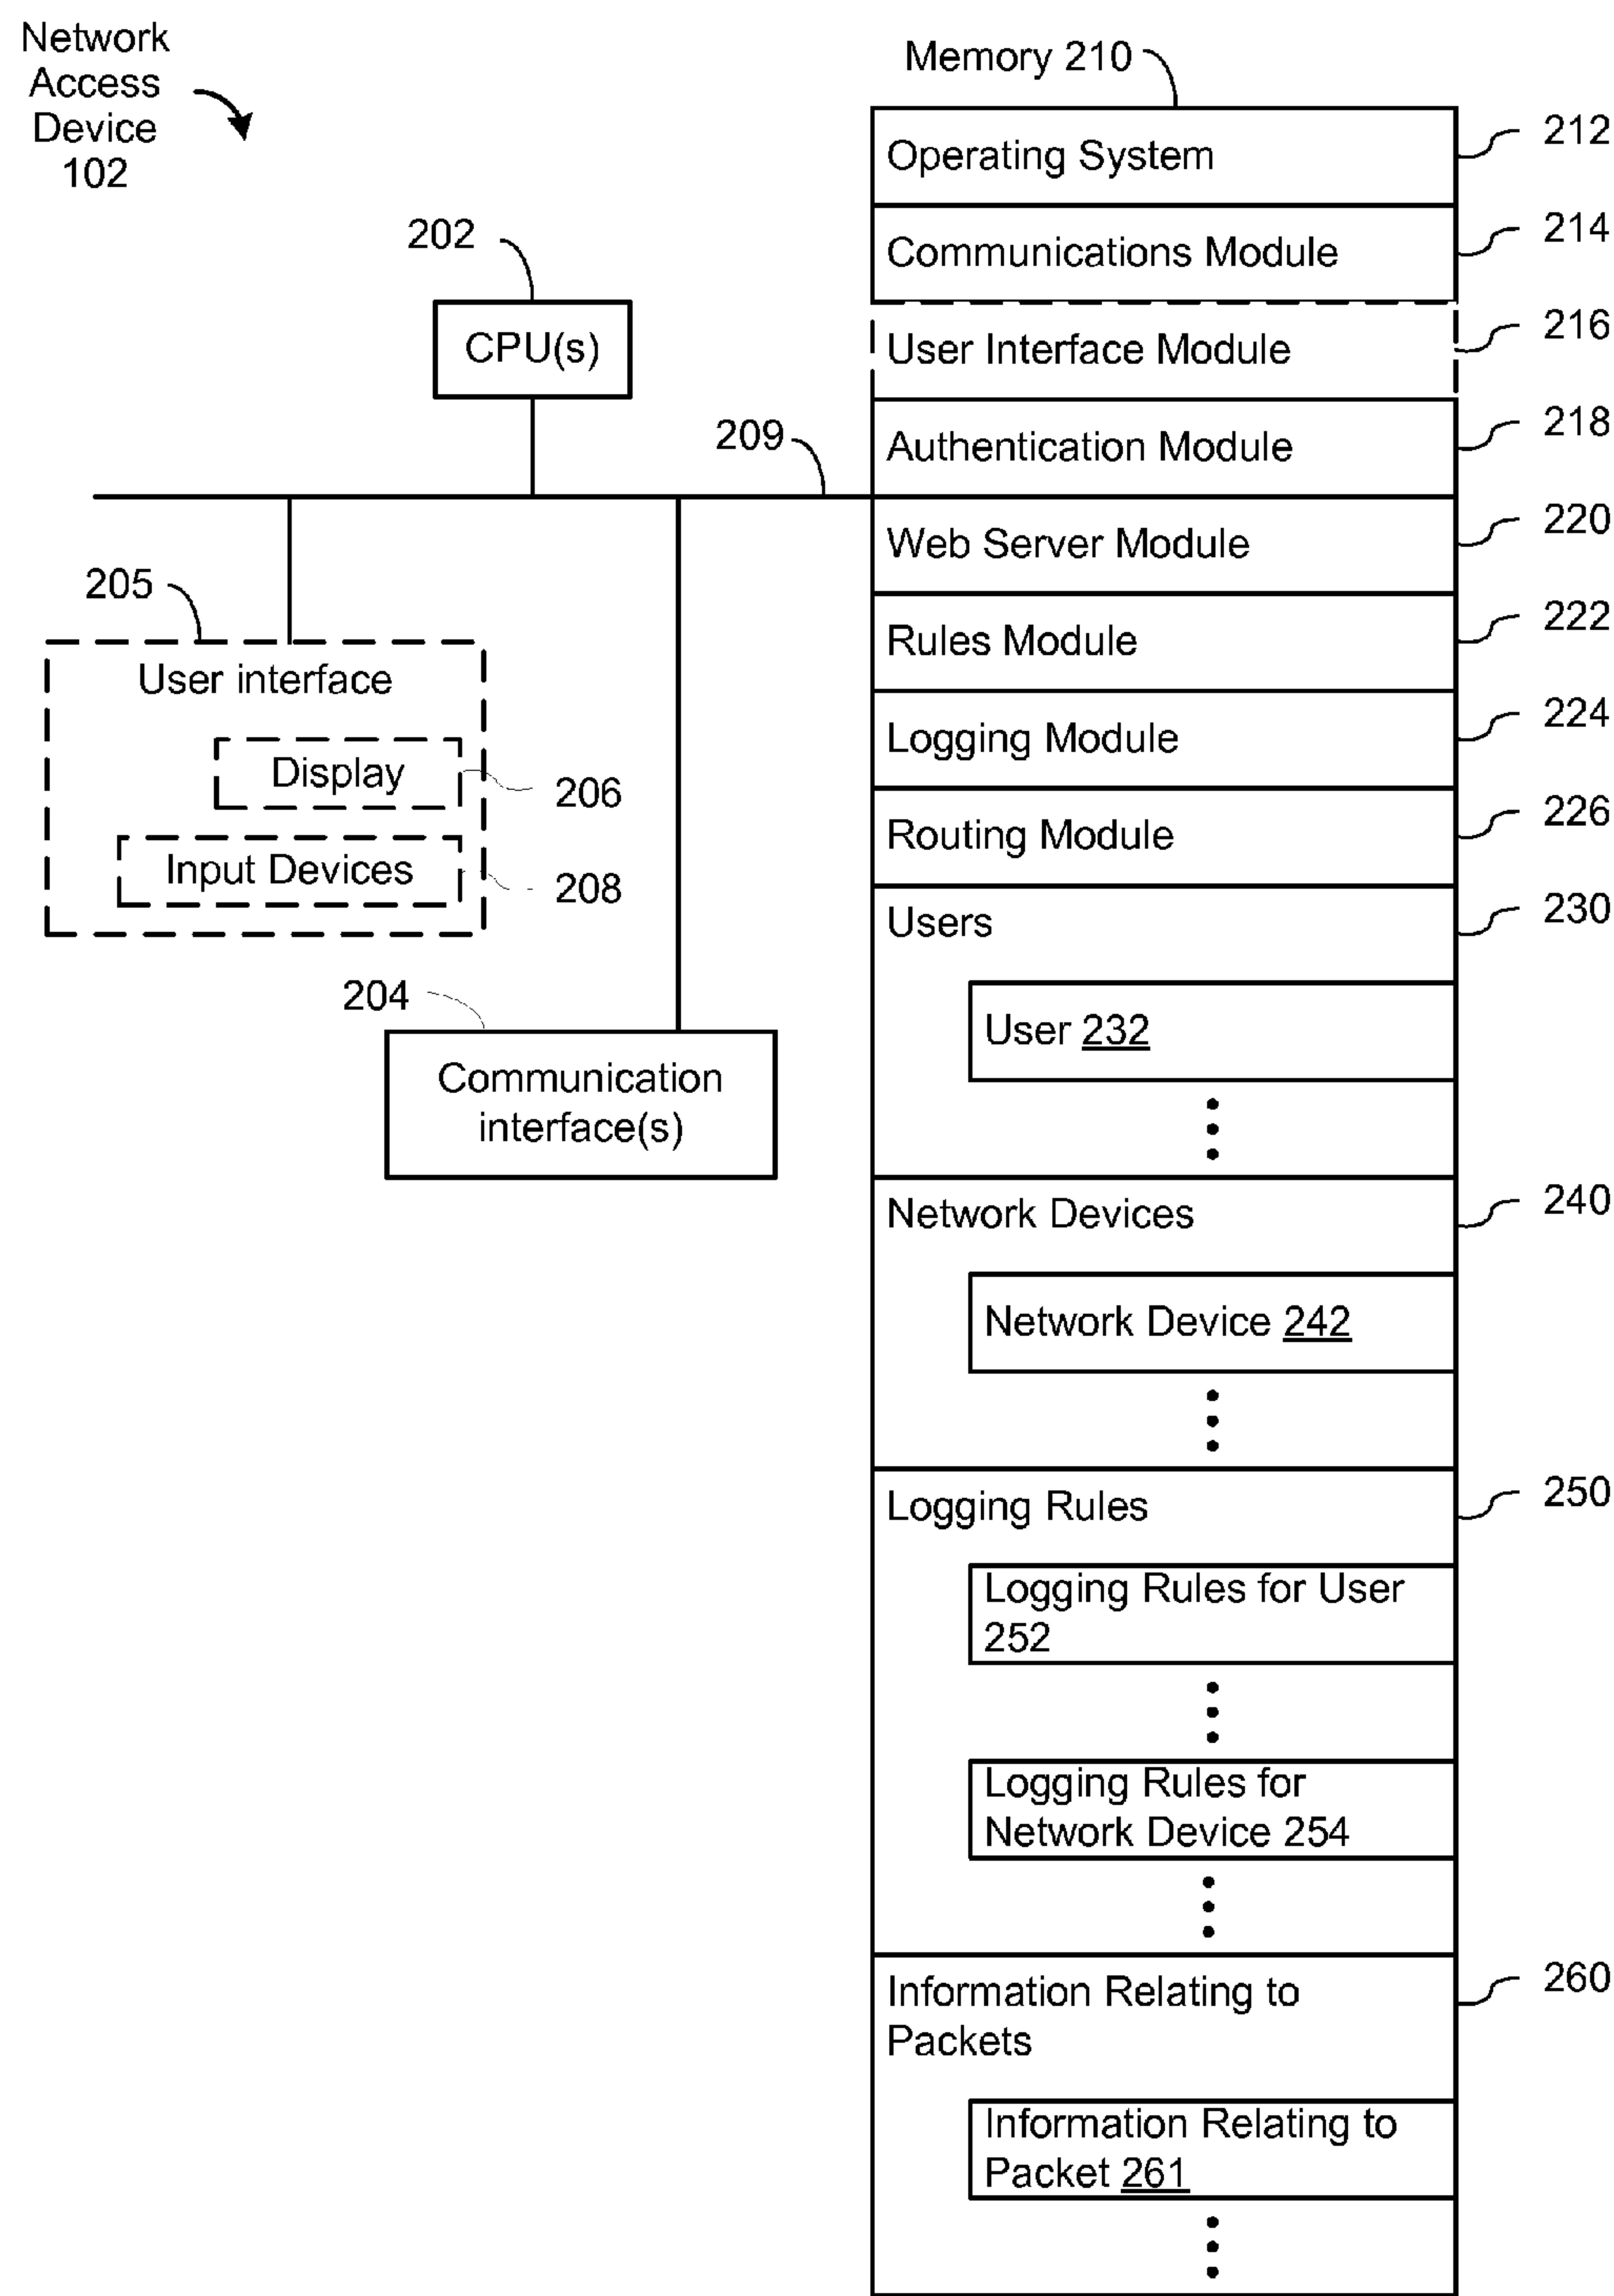 Network
Access
Device
102
Memory 210
Operating System
212
Communications Module
214
202
CPU(s)
User Interface Module
216
209
Authentication Module
218
Web Server Module
220
205
User interface
Display
206
Input Devices
208
Rules Module
222
Logging Module
224
Routing Module
226
Users
230
User 232
204
Communication
interface(s)
Network Devices
240
Network Device 242
Logging Rules
250
Logging Rules for User
252
Logging Rules for
Network Device 254
Information Relating to
Packets
260
Information Relating to
Packet 261